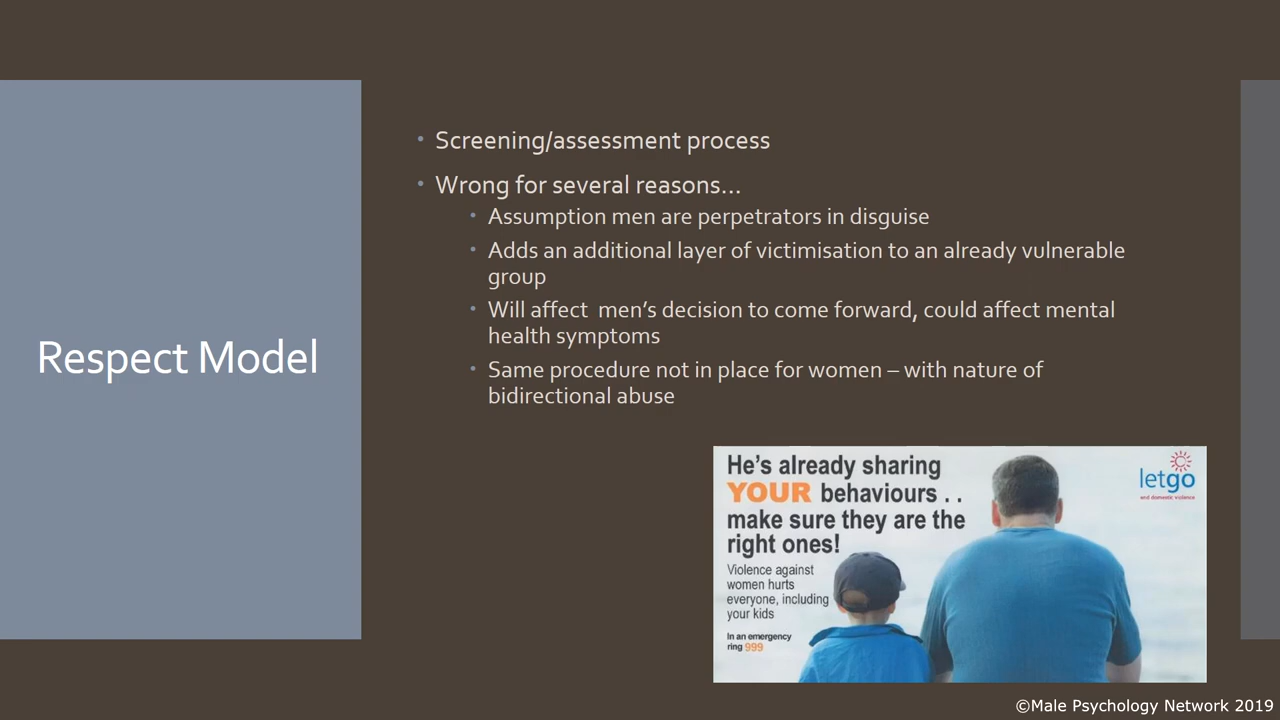 Respect Model
Screening/assessment process
Wrong for several reasons...
Assumption men are perpetrators in disguise
Adds an additional layer of victimisation to an already vulnerable
group
Will affect  men's decision to come forward, could affect mental
health symptoms
Same procedure not in place for women – with nature of
bidirectional abuse
He's already sharing
YOUR behaviours . .
make sure they are the
right ones!
Violence against
women hurts
everyone, including
your kids
In an emergency
ring 999
letgo
end domestic violence
©Male Psychology Network 2019